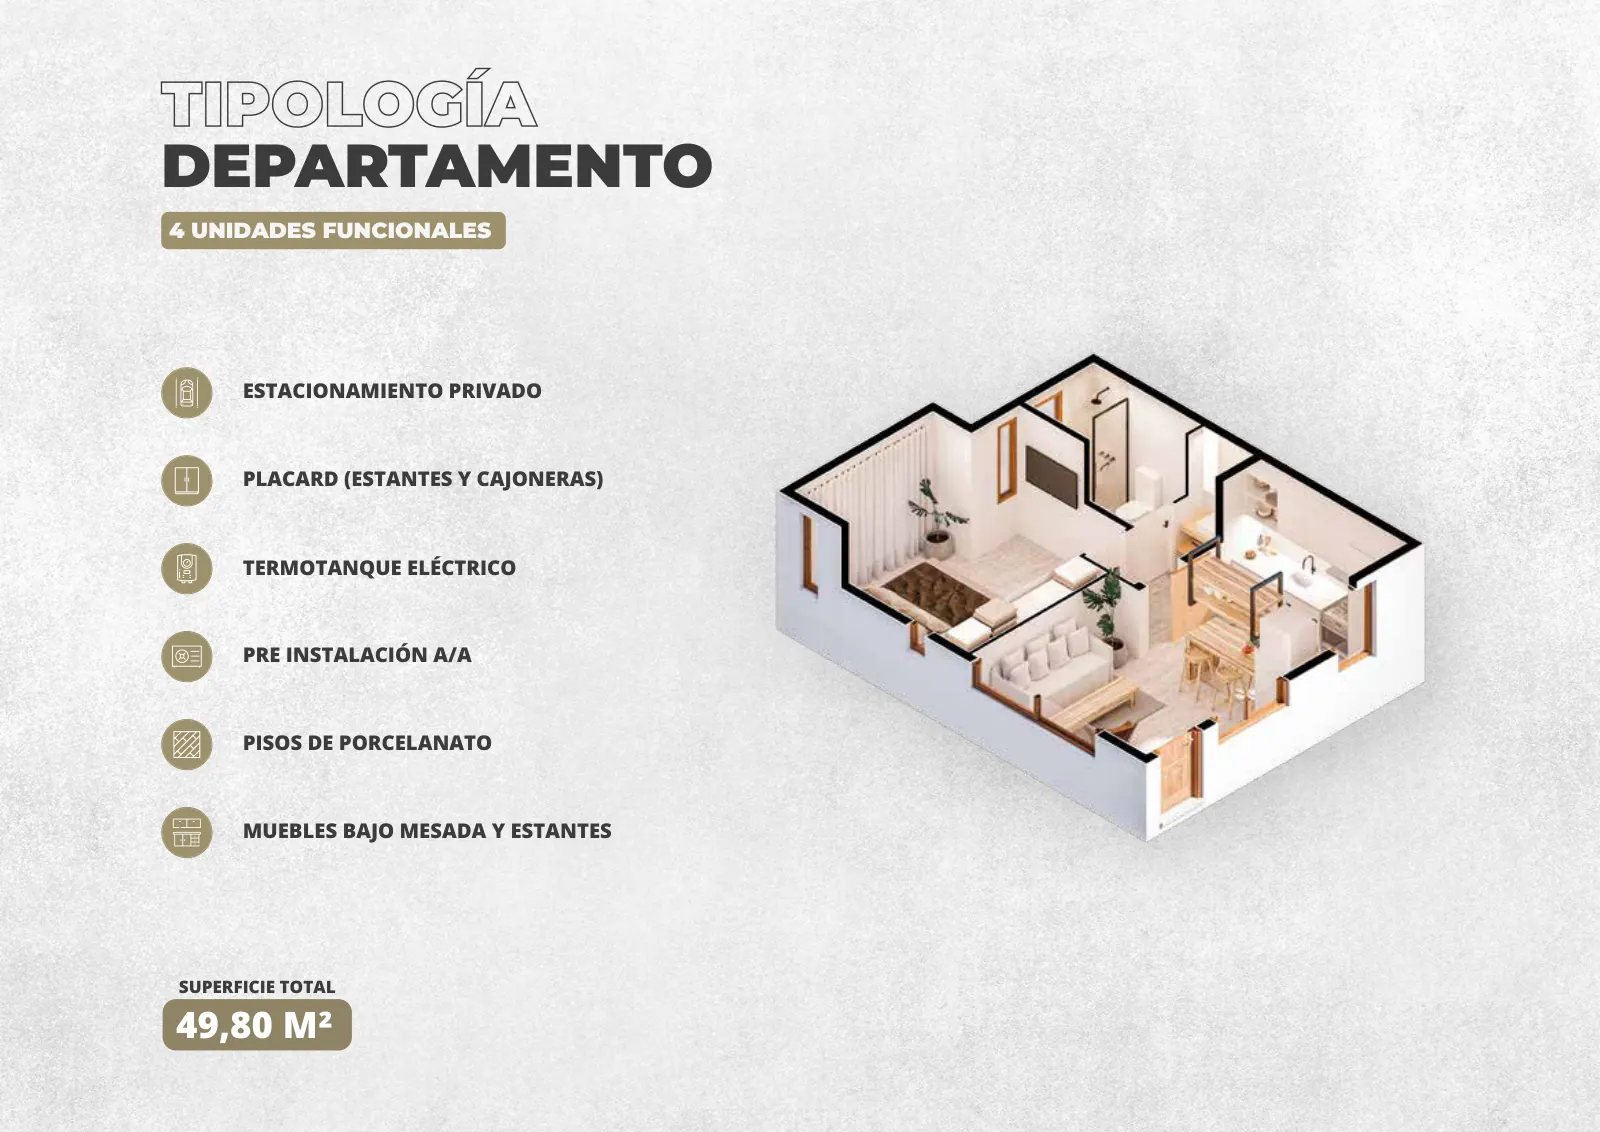 TIPOLOGÍA
DEPARTAMENTO
4 UNIDADES FUNCIONALES
ESTACIONAMIENTO PRIVADO
PLACARD (ESTANTES Y CAJONERAS)
TERMOTANQUE ELÉCTRICO
PRE INSTALACIÓN A/A
PISOS DE PORCELANATO
MUEBLES BAJO MESADA Y ESTANTES
SUPERFICIE TOTAL
49,80 M²